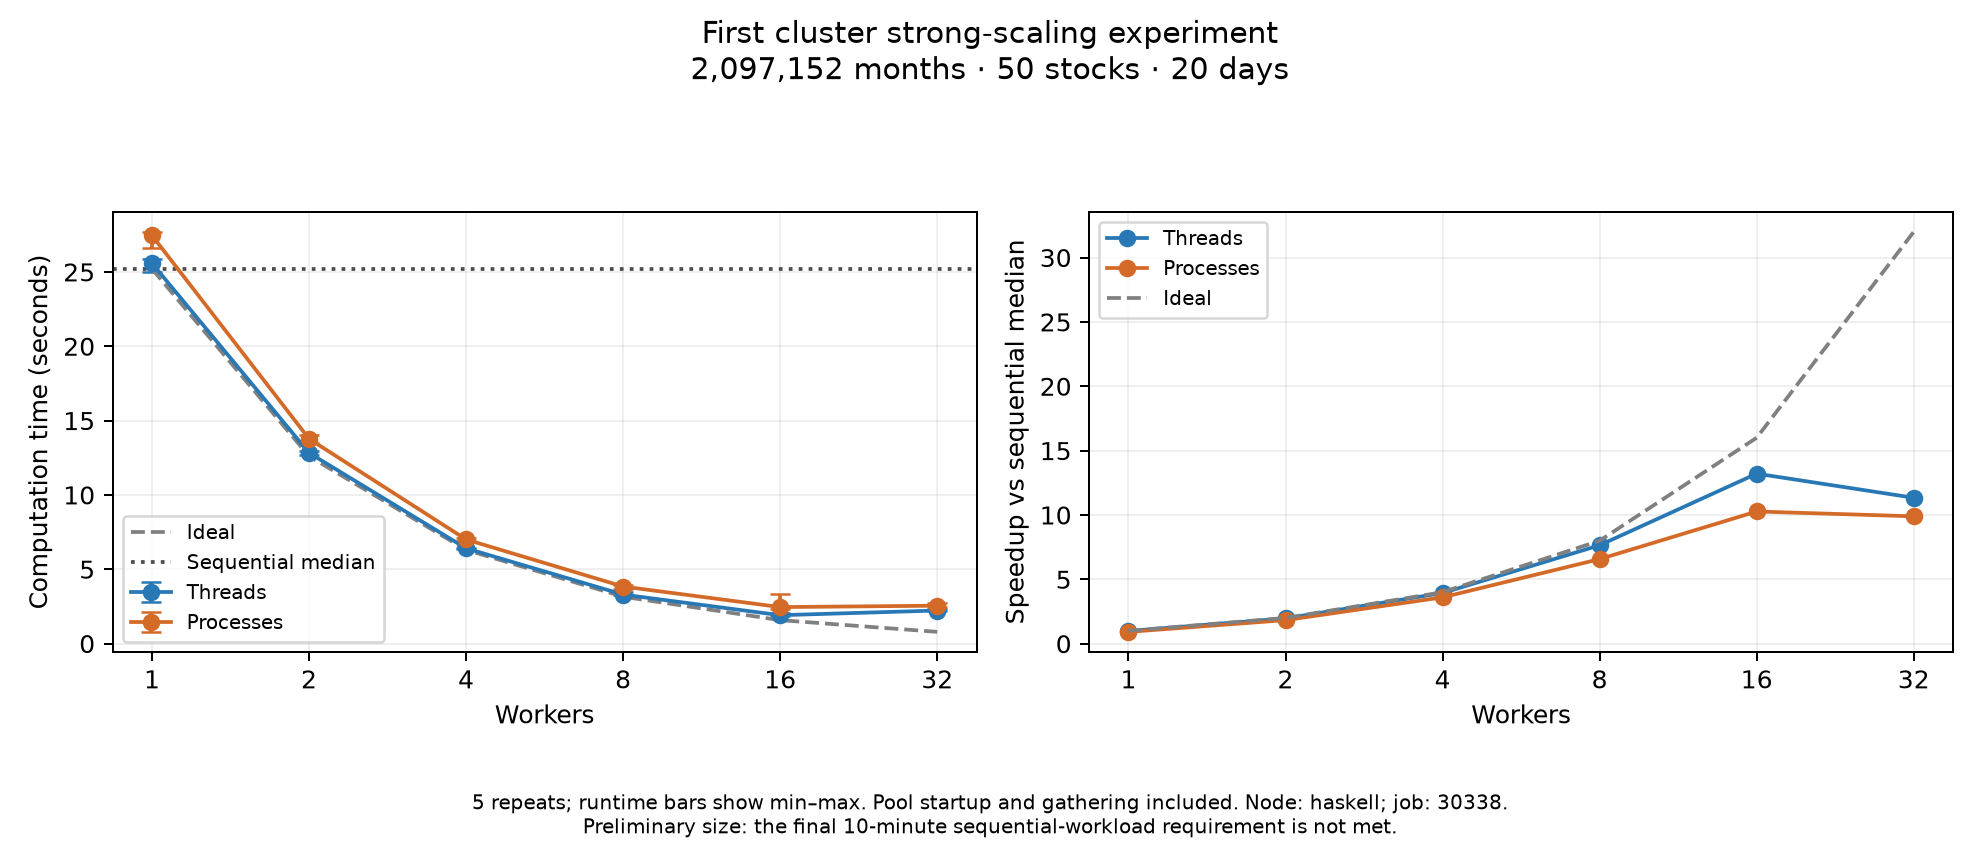 First cluster strong-scaling experiment
2,097,152 months · 50 stocks · 20 days
Computation time (seconds)
25
20
15
10
5
0
Ideal
Sequential median
Threads
Processes
1 2 4 8 16 32
Workers
Speedup vs sequential median
30
25
20
15
10
5
0
Threads
Processes
Ideal
1 2 4 8 16 32
Workers
5 repeats; runtime bars show min–max. Pool startup and gathering included. Node: haskell; job: 30338.
Preliminary size: the final 10-minute sequential-workload requirement is not met.